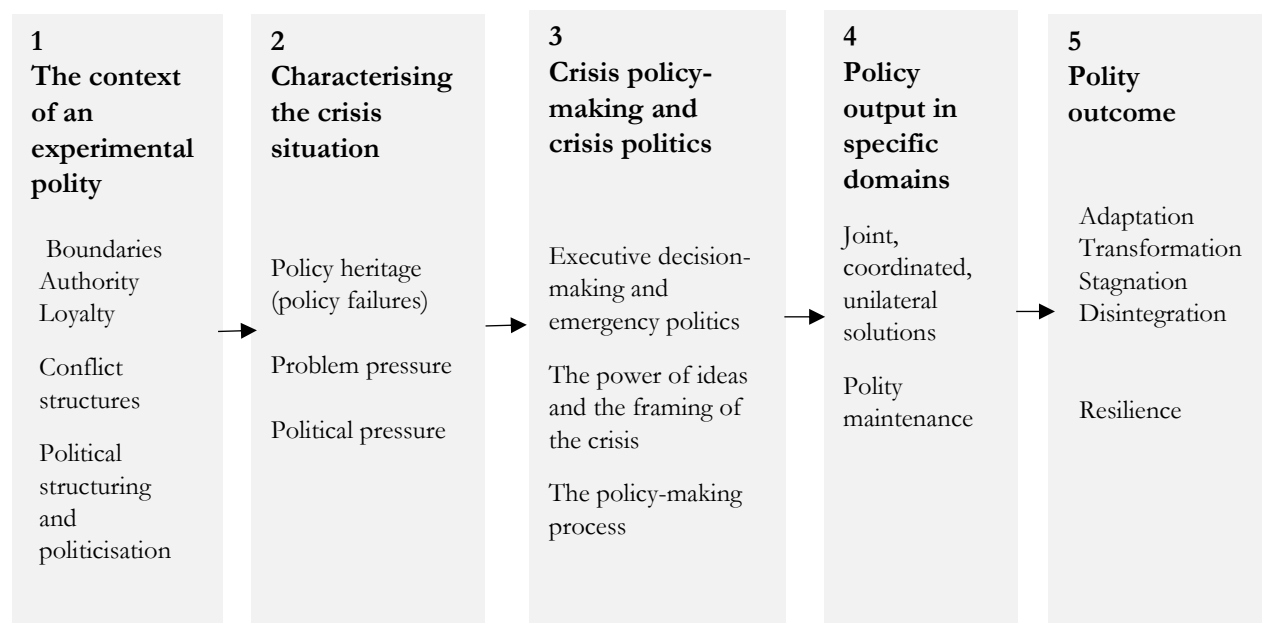 1
The context
of an
experimental
polity
Boundaries
Authority
Loyalty
Conflict
structures
Political
structuring
and
politicisation
2
Characterising
the crisis
situation
Policy heritage
(policy failures)
Problem pressure
Political pressure
3
Crisis policy-
making and
crisis politics
Executive decision-
making and
emergency politics
The power of ideas
and the framing of
the crisis
The policy-making
process
4
Policy
output in
specific
domains
Joint,
coordinated,
unilateral
solutions
Polity
maintenance
5
Polity
outcome
Adaptation
Transformation
Stagnation
Disintegration
Resilience